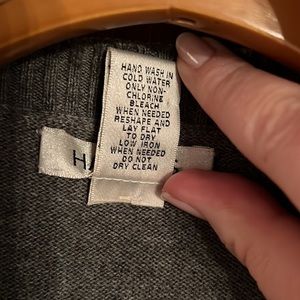 HAND WASH IN
COLD WATER
ONLY NON-
CHLORINE
BLEACH
WHEN NEEDED
RESHAPE AND
LAY FLAT
TO DRY
LOW IRON
WHEN NEEDED
DO NOT
DRY CLEAN